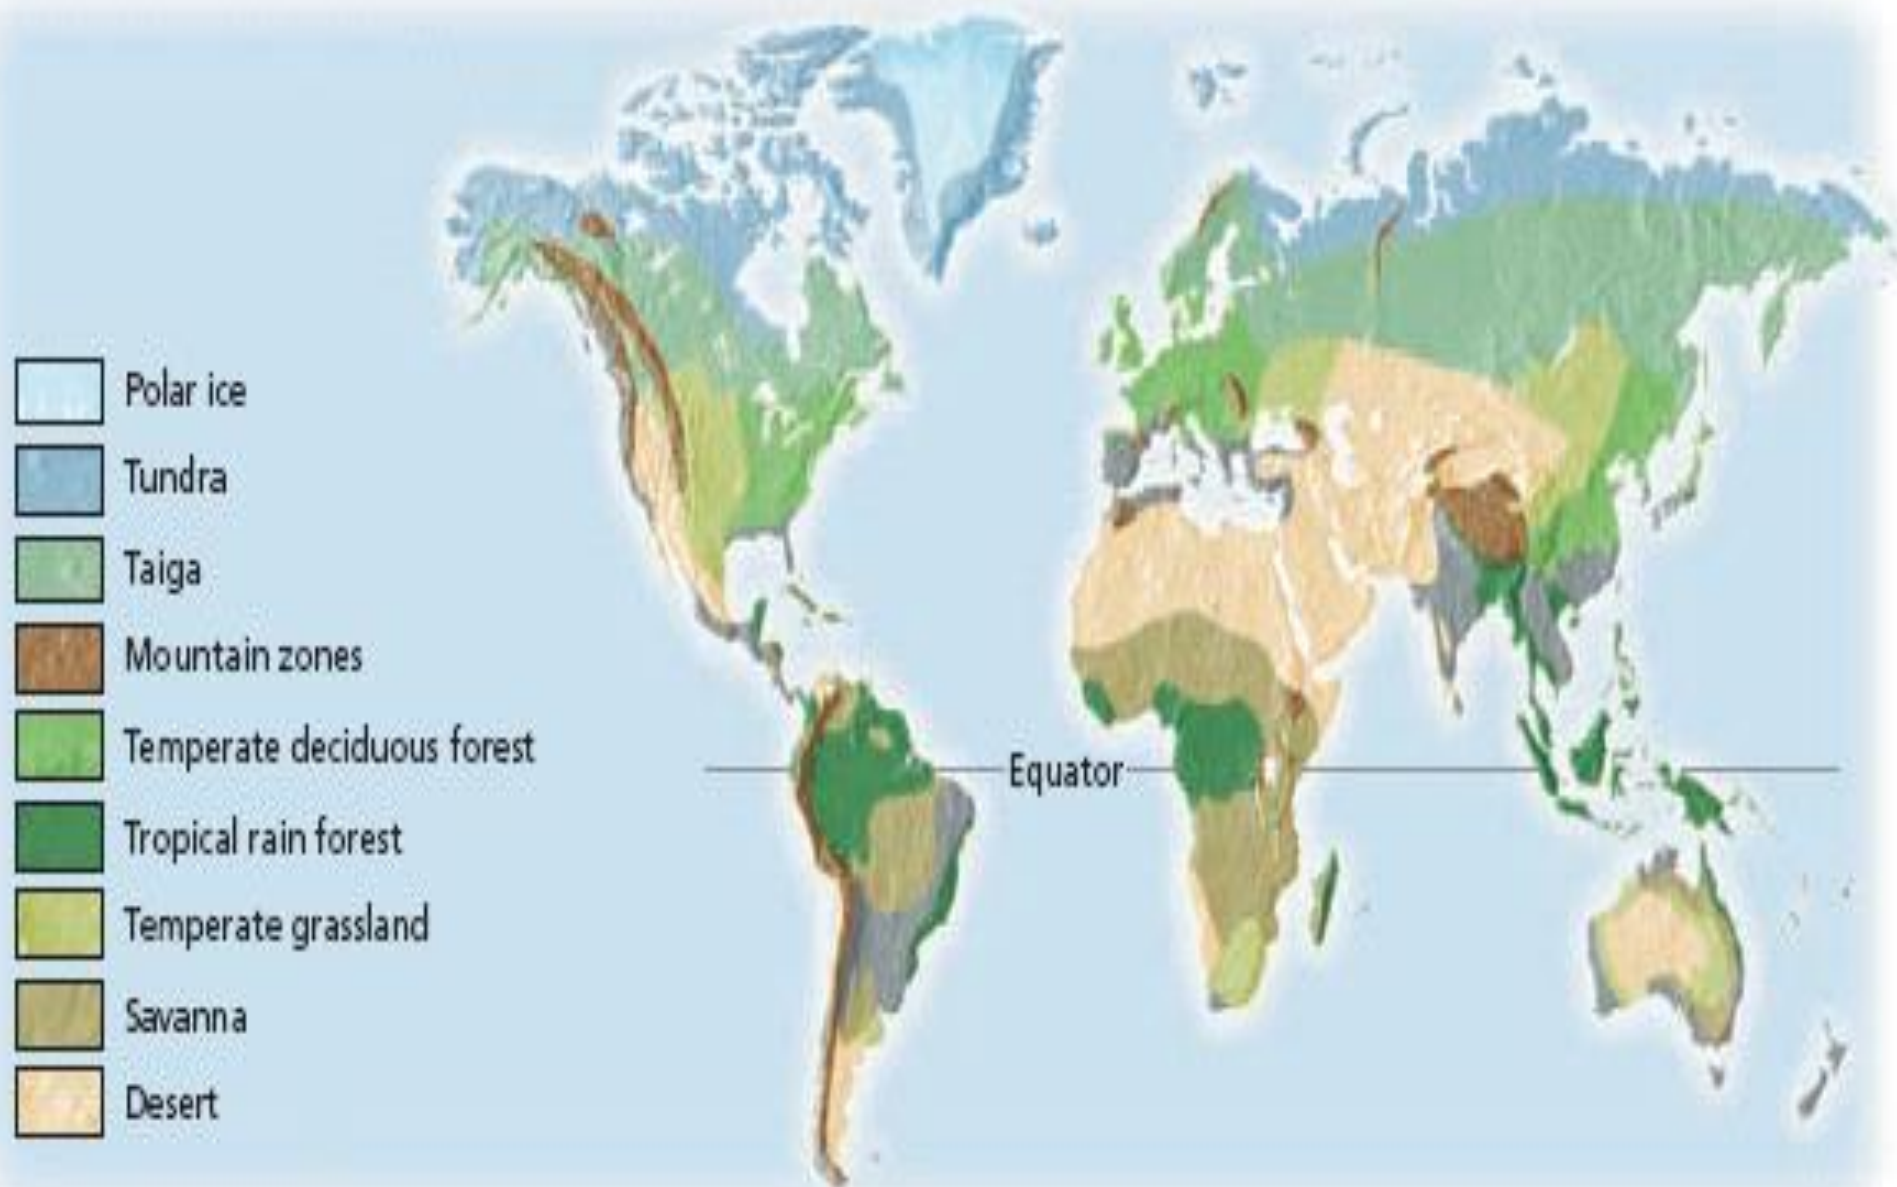 Polar ice
Tundra
Taiga
Mountain zones
Temperate deciduous forest
Tropical rain forest
Temperate grassland
Savanna
Desert
Equator